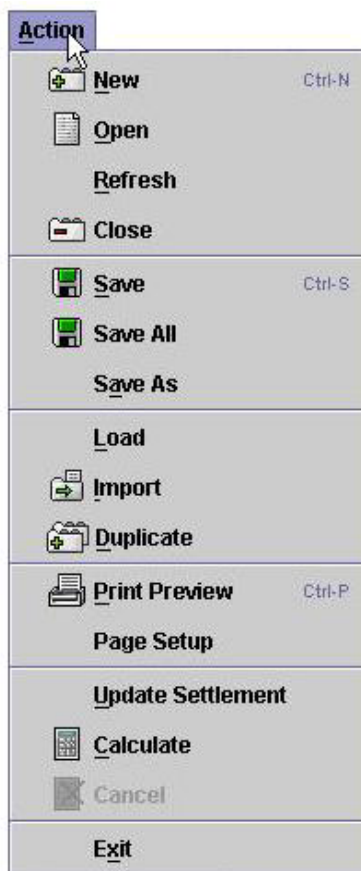 Action
New Ctrl-N
Open
Refresh
Close
Save Ctrl-S
Save All
Save As
Load
Import
Duplicate
Print Preview Ctrl-P
Page Setup
Update Settlement
Calculate
Cancel
Exit